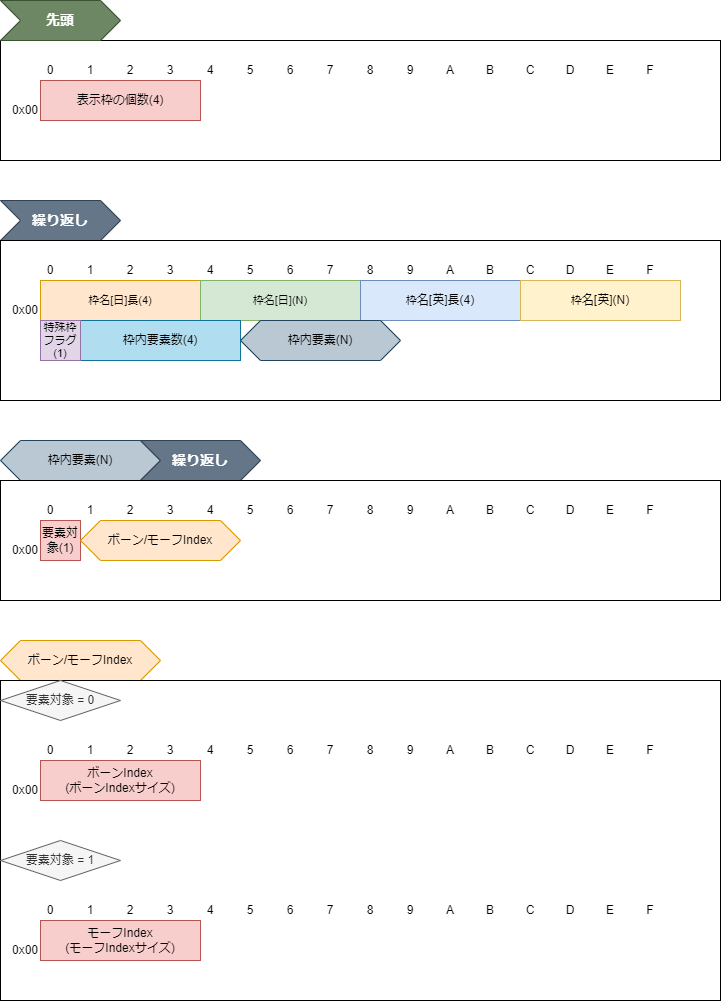 先頭
0 1 2 3 4 5 6 7 8 9 A B C D E F
0x00 表示枠の個数(4)
繰り返し
0 1 2 3 4 5 6 7 8 9 A B C D E F
0x00 枠名[日]長(4) 枠名[日](N) 枠名[英]長(4) 枠名[英](N)
特殊枠
フラグ
(1)
枠内要素数(4) 枠内要素(N)
枠内要素(N) 繰り返し
0 1 2 3 4 5 6 7 8 9 A B C D E F
0x00
要素対
象(1)
ボーン/モーフIndex
ボーン/モーフIndex
要素対象 = 0
0 1 2 3 4 5 6 7 8 9 A B C D E F
0x00
ボーンIndex
(ボーンIndexサイズ)
要素対象 = 1
0 1 2 3 4 5 6 7 8 9 A B C D E F
0x00
モーフIndex
(モーフIndexサイズ)